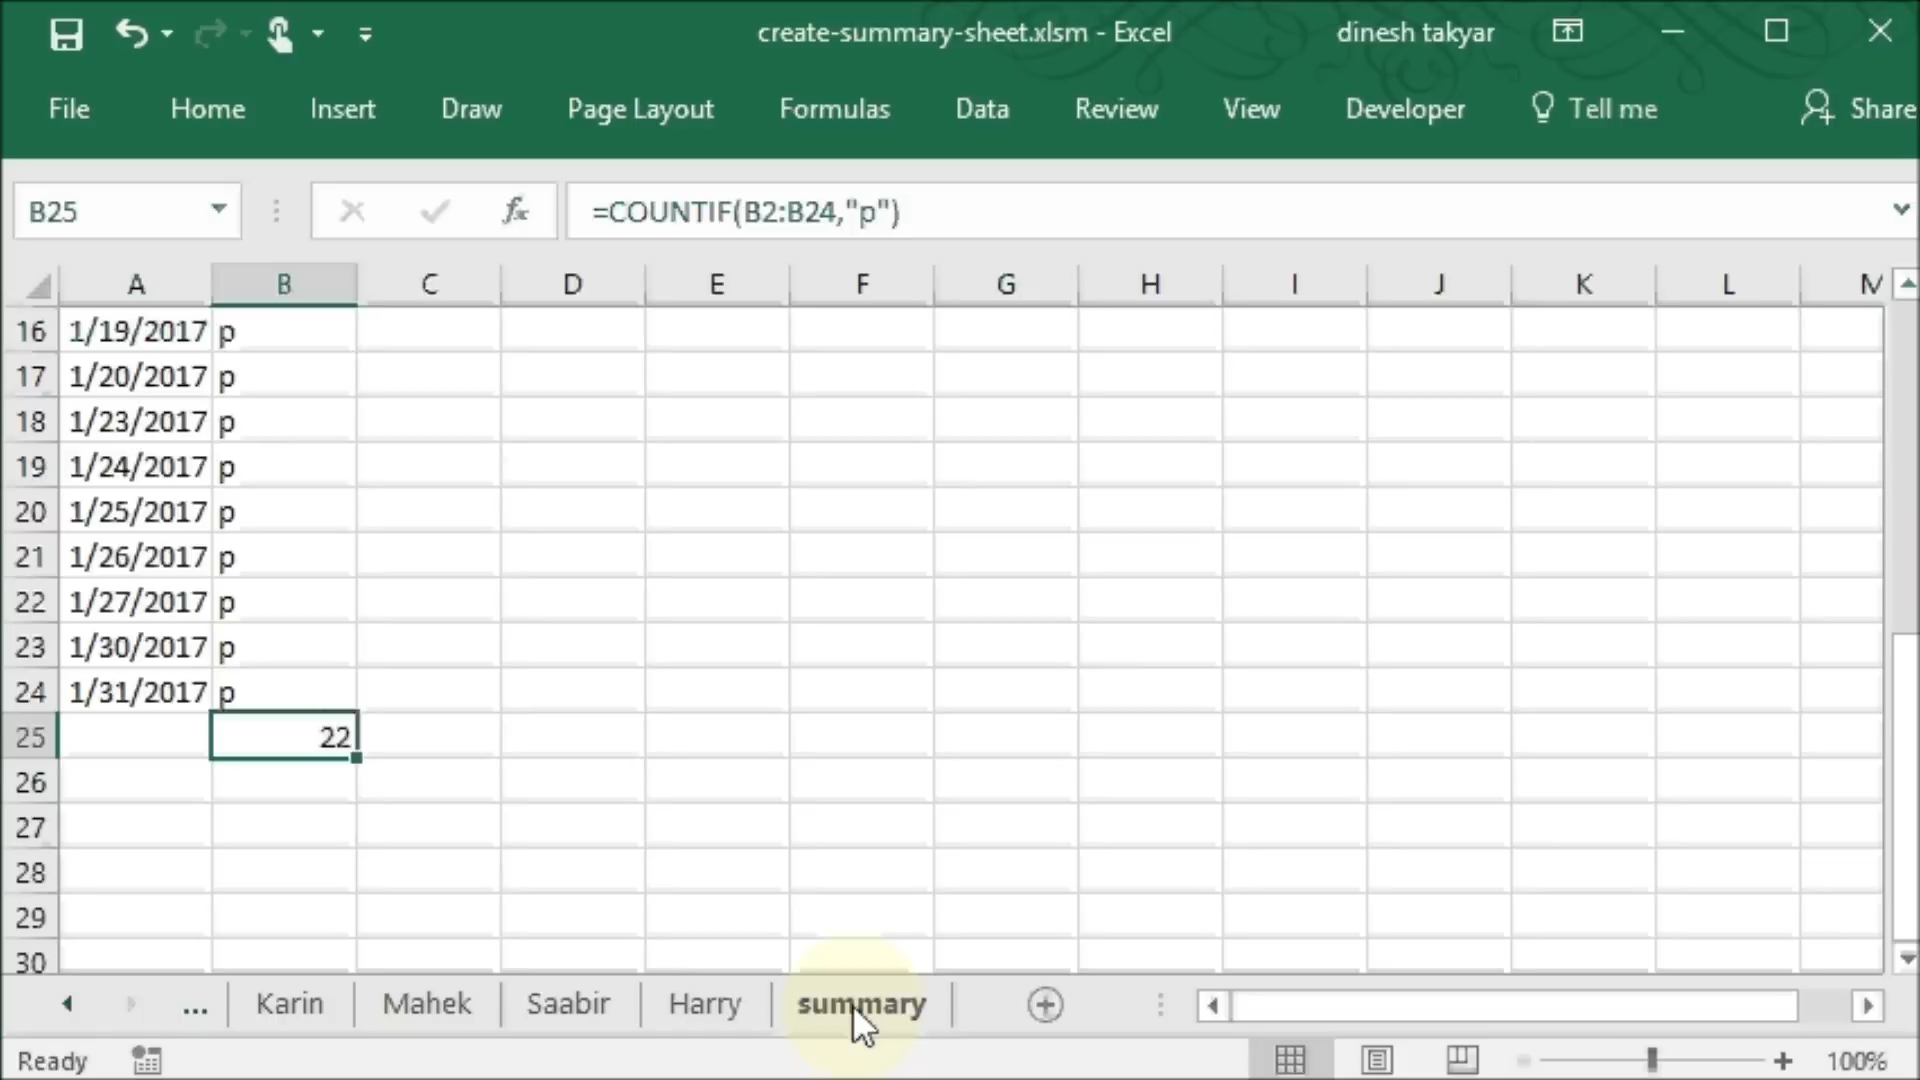 create-summary-sheet.xlsm - Excel
dinesh takyar
File Home Insert Draw Page Layout Formulas Data Review View Developer Tell me Share
B25 fx =COUNTIF(B2:B24,"p")
A B C D E F G H I J K L M
16 1/19/2017 p
17 1/20/2017 p
18 1/23/2017 p
19 1/24/2017 p
20 1/25/2017 p
21 1/26/2017 p
22 1/27/2017 p
23 1/30/2017 p
24 1/31/2017 p
25 22
26
27
28
29
30
... Karin Mahek Saabir Harry summary
Ready 100%